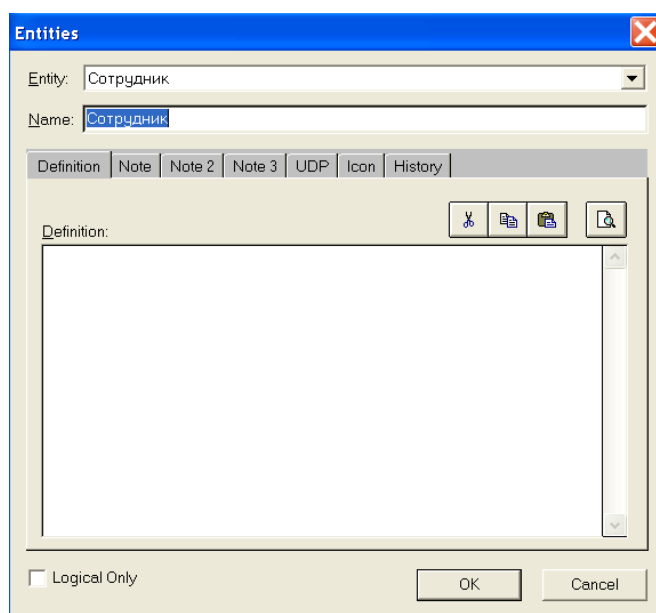 Entities
Entity: Сотрудник
Name: Сотрудник
Definition Note Note 2 Note 3 UDP Icon History
Definition:
Logical Only OK Cancel